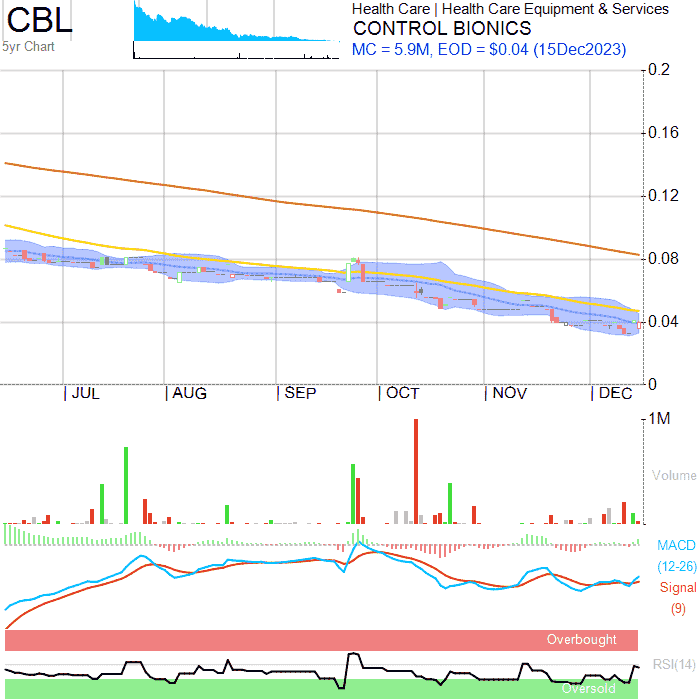 CBL
5yr Chart
Health Care | Health Care Equipment & Services
CONTROL BIONICS
MC = 5.9M, EOD = $0.04 (15Dec2023)
0.2
0.16
0.12
0.08
0.04
0
JUL
AUG
SEP
OCT
NOV
DEC
1M
Volume
MACD
(12-26)
Signal
(9)
Overbought
RSI(14)
Oversold